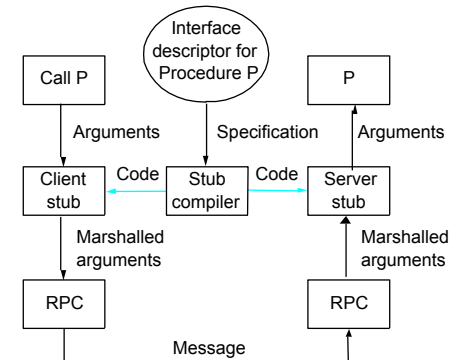 Interface
descriptor for
Procedure P
Call P
P
Arguments
Specification
Arguments
Client
stub
Code
Stub
compiler
Code
Server
stub
Marshalled
arguments
Marshalled
arguments
RPC
RPC
Message